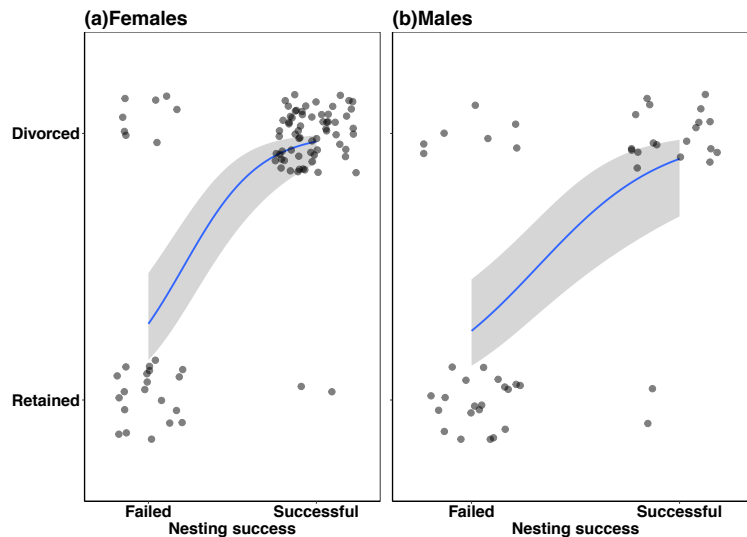 (a)Females
(b)Males
Divorced
Retained
Failed Successful
Nesting success
Failed Successful
Nesting success